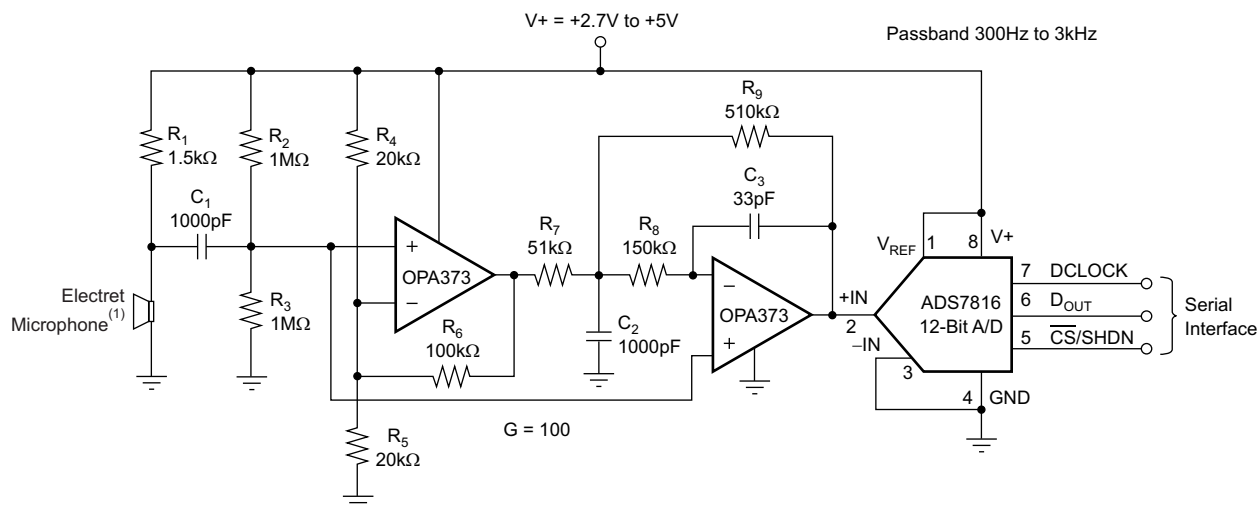 V+ = +2.7V to +5V
Passband 300Hz to 3kHz
R1
1.5kΩ
R2
1MΩ
R4
20kΩ
R9
510kΩ
C3
33pF
C1
1000pF
R7
51kΩ
R8
150kΩ
VREF
1
8
V+
+
OPA373
−
−
OPA373
+
Electret
Microphone(1)
R3
1MΩ
R6
100kΩ
C2
1000pF
+IN
2
−IN
3
ADS7816
12-Bit A/D
7
DCLOCK
6
DOUT
5
CS/SHDN
Serial
Interface
4
GND
G = 100
R5
20kΩ